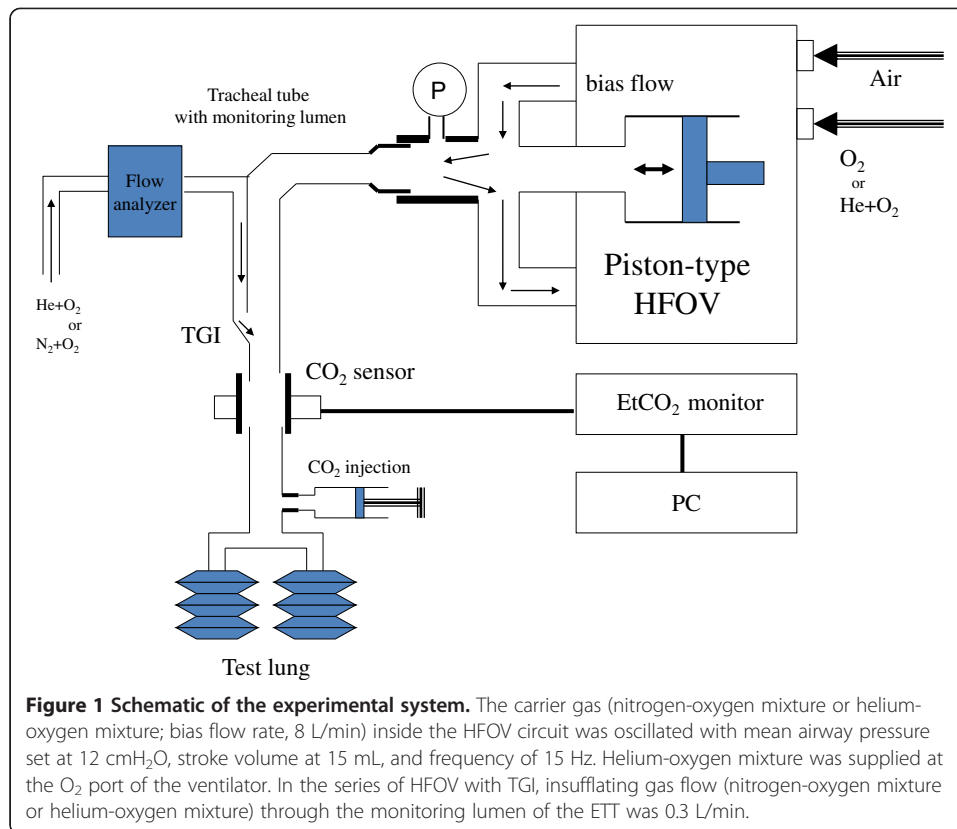 Tracheal tube
with monitoring lumen
P
bias flow
Air
O₂
or
He+O₂
Flow
analyzer
He+O₂
or
N₂+O₂
Piston-type
HFOV
TGI
CO₂ sensor
EtCO₂ monitor
CO₂ injection
PC
Test lung
Figure 1 Schematic of the experimental system. The carrier gas (nitrogen-oxygen mixture or helium-
oxygen mixture; bias flow rate, 8 L/min) inside the HFOV circuit was oscillated with mean airway pressure
set at 12 cmH₂O, stroke volume at 15 mL, and frequency of 15 Hz. Helium-oxygen mixture was supplied at
the O₂ port of the ventilator. In the series of HFOV with TGI, insufflating gas flow (nitrogen-oxygen mixture
or helium-oxygen mixture) through the monitoring lumen of the ETT was 0.3 L/min.